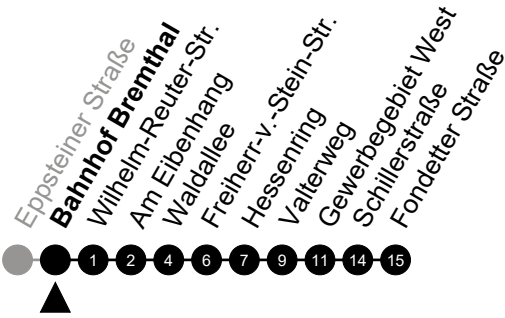 Eppsteiner Straße
Bahnhof Bremthal
Wilhelm-Reuter-Str.
Am Eibenhang
Waldallee
Freiherr-v.-Stein-Str.
Hessenring
Valterweg
Gewerbegebiet West
Schillerstraße
Fondetter Straße
1 2 4 6 7 9 11 14 15